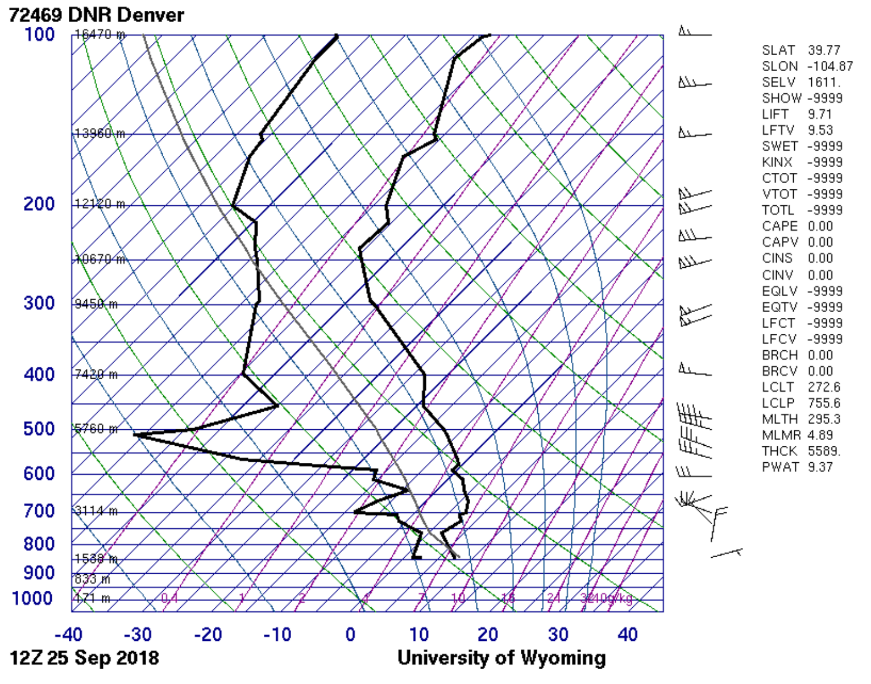 72469 DNR Denver
100
16470 m
13960 m
200
12120 m
10670 m
300
9450 m
400
7420 m
500
5760 m
600
700
3114 m
800
1538 m
900
833 m
1000
171 m
0.4
1
2
4
7
10
16
24
32
40g/kg
-40
-30
-20
-10
0
10
20
30
40
12Z 25 Sep 2018
University of Wyoming
SLAT 39.77
SLON -104.87
SELV 1611.
SHOW -9999
LIFT 9.71
LFTV 9.53
SWET -9999
KINX -9999
CTOT -9999
VTOT -9999
TOTL -9999
CAPE 0.00
CAPV 0.00
CINS 0.00
CINV 0.00
EQLV -9999
EQTV -9999
LFCT -9999
LFCV -9999
BRCH 0.00
BRCV 0.00
LCLT 272.6
LCLP 755.6
MLTH 295.3
MLMR 4.89
THCK 5589.
PWAT 9.37